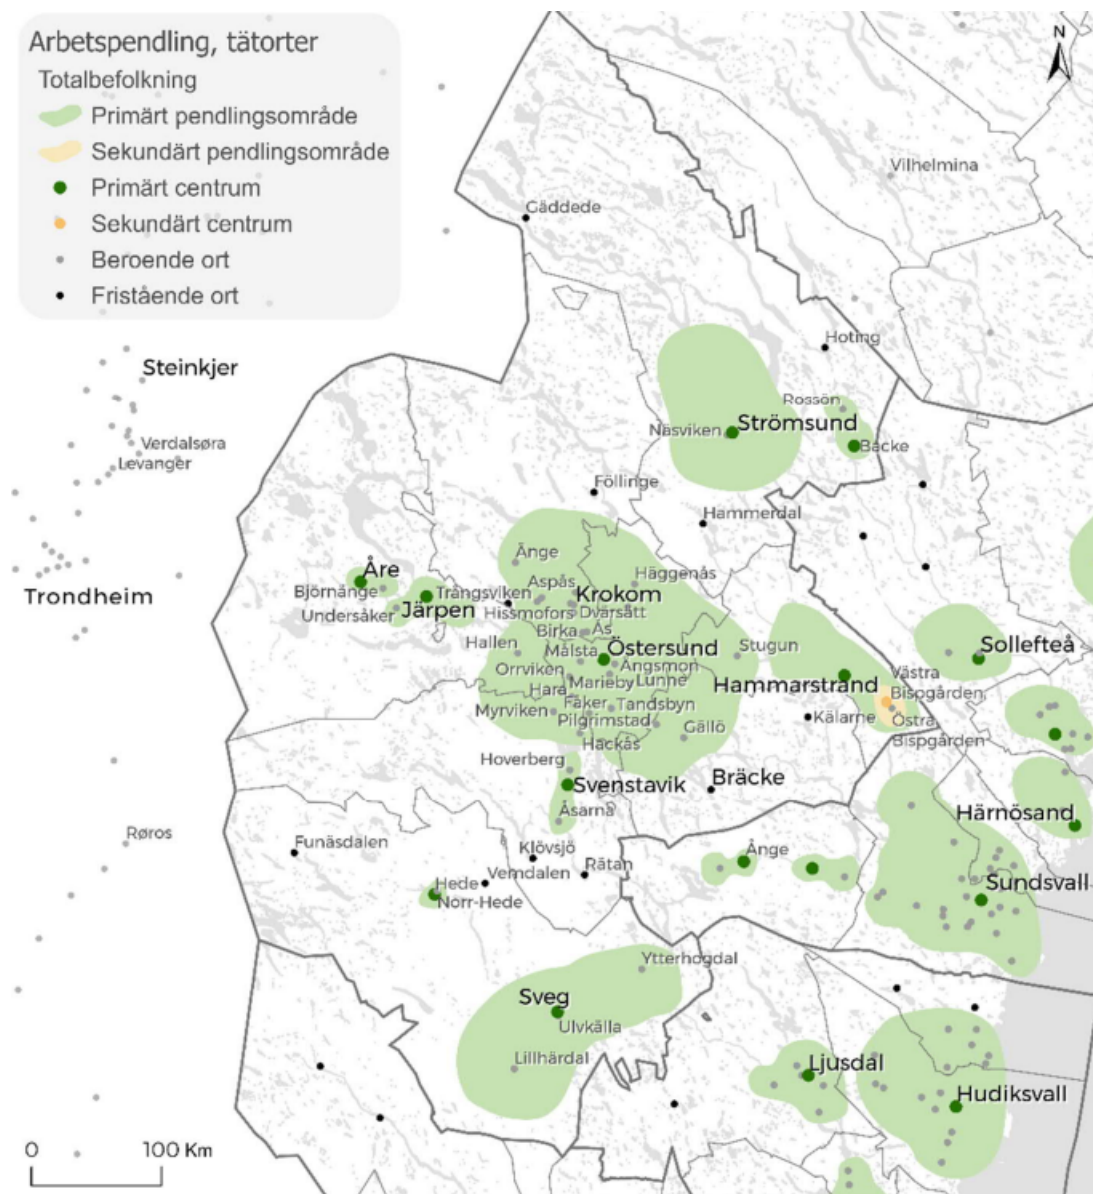 Arbetspendling, tätorter
Totalbefolkning
Primärt pendlingsområde
Sekundärt pendlingsområde
Primärt centrum
Sekundärt centrum
Beroende ort
Fristående ort
N
Vilhelmina
Gäddede
Hoting
Steinkjer
Rossön
Strömsund
Näsviken
Verdalsøra
Bäcke
Levanger
Föllinge
Hammerdal
Änge
Åre
Häggenås
Aspås
Björnänge
Trångsviken
Krokom
Trondheim
Järpen
Hissmofors
Dvärsätt
Undersåker
Birka
Ås
Hallen
Östersund
Stugun
Sollefteå
Målsta
Orrviken
Ängsmon
Västra
Marieby
Lunne
Hammarstrand
Bispgården
Hara
Fåker
Tandsbyn
Myrviken
Pilgrimstad
Kälarne
Östra
Gällö
Bispgården
Hackås
Hoverberg
Svenstavik
Bräcke
Åsarna
Härnösand
Røros
Funäsdalen
Klövsjö
Ånge
Vemdalen
Rätan
Hede
Sundsvall
Norr-Hede
Ytterhogdal
Sveg
Ulvkälla
Lillhärdal
Ljusdal
Hudiksvall
0 100 Km